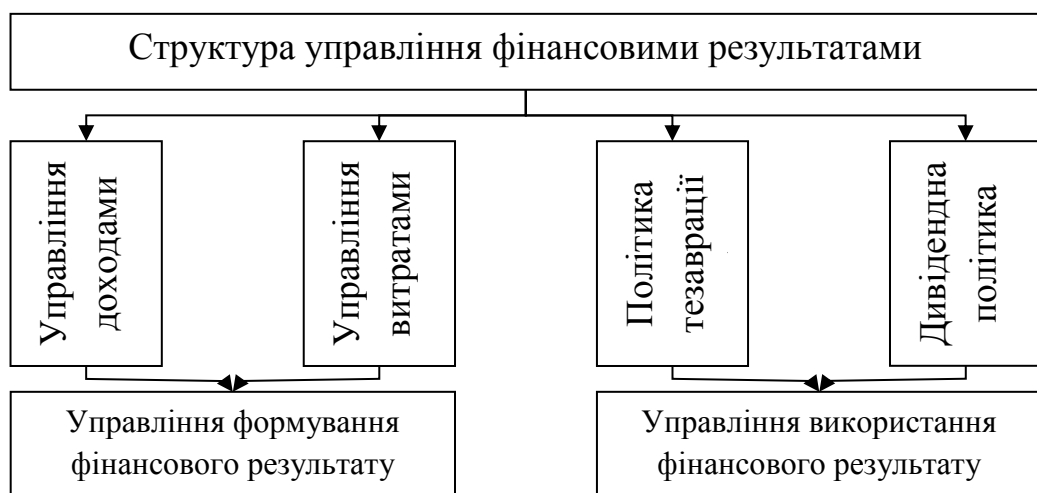 Структура управління фінансовими результатами
Управління
доходами
Управління
витратами
Політика
тезаврації
Дивідендна
політика
Управління формування
фінансового результату
Управління використання
фінансового результату